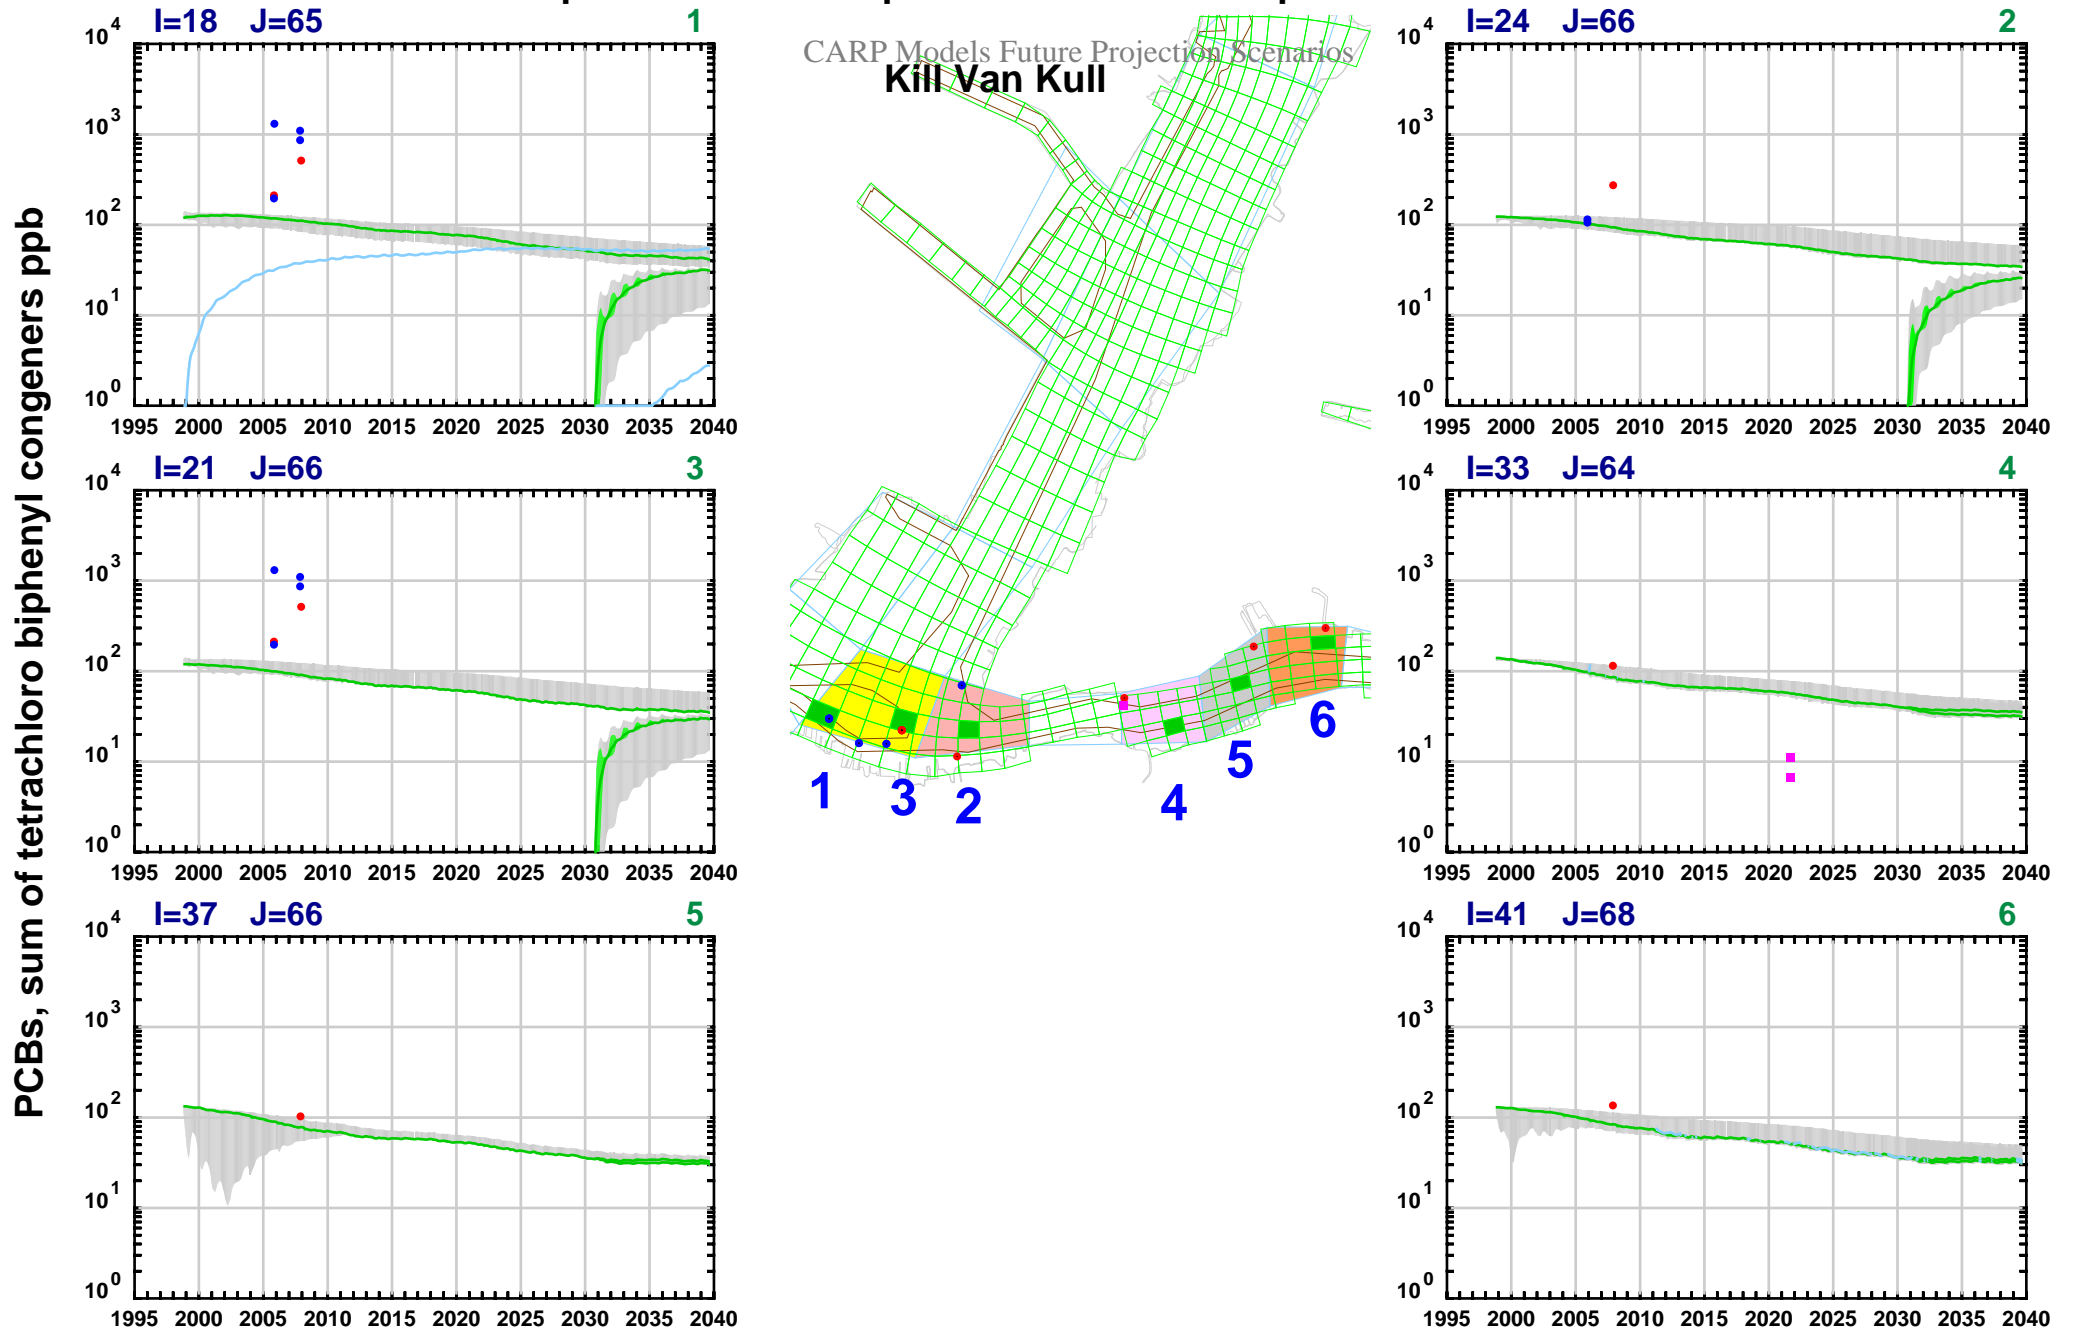 I=18 J=65 1
I=24 J=66 2
CARP Models Future Projection Scenarios
Kill Van Kull
PCBs, sum of tetrachloro biphenyl congeners ppb
10^4
10^3
10^2
10^1
10^0
1995 2000 2005 2010 2015 2020 2025 2030 2035 2040
10^4
10^3
10^2
10^1
10^0
1995 2000 2005 2010 2015 2020 2025 2030 2035 2040
I=21 J=66 3
10^4
10^3
10^2
10^1
10^0
1995 2000 2005 2010 2015 2020 2025 2030 2035 2040
I=33 J=64 4
10^4
10^3
10^2
10^1
10^0
1995 2000 2005 2010 2015 2020 2025 2030 2035 2040
1 3 2 4 5 6
I=37 J=66 5
10^4
10^3
10^2
10^1
10^0
1995 2000 2005 2010 2015 2020 2025 2030 2035 2040
I=41 J=68 6
10^4
10^3
10^2
10^1
10^0
1995 2000 2005 2010 2015 2020 2025 2030 2035 2040